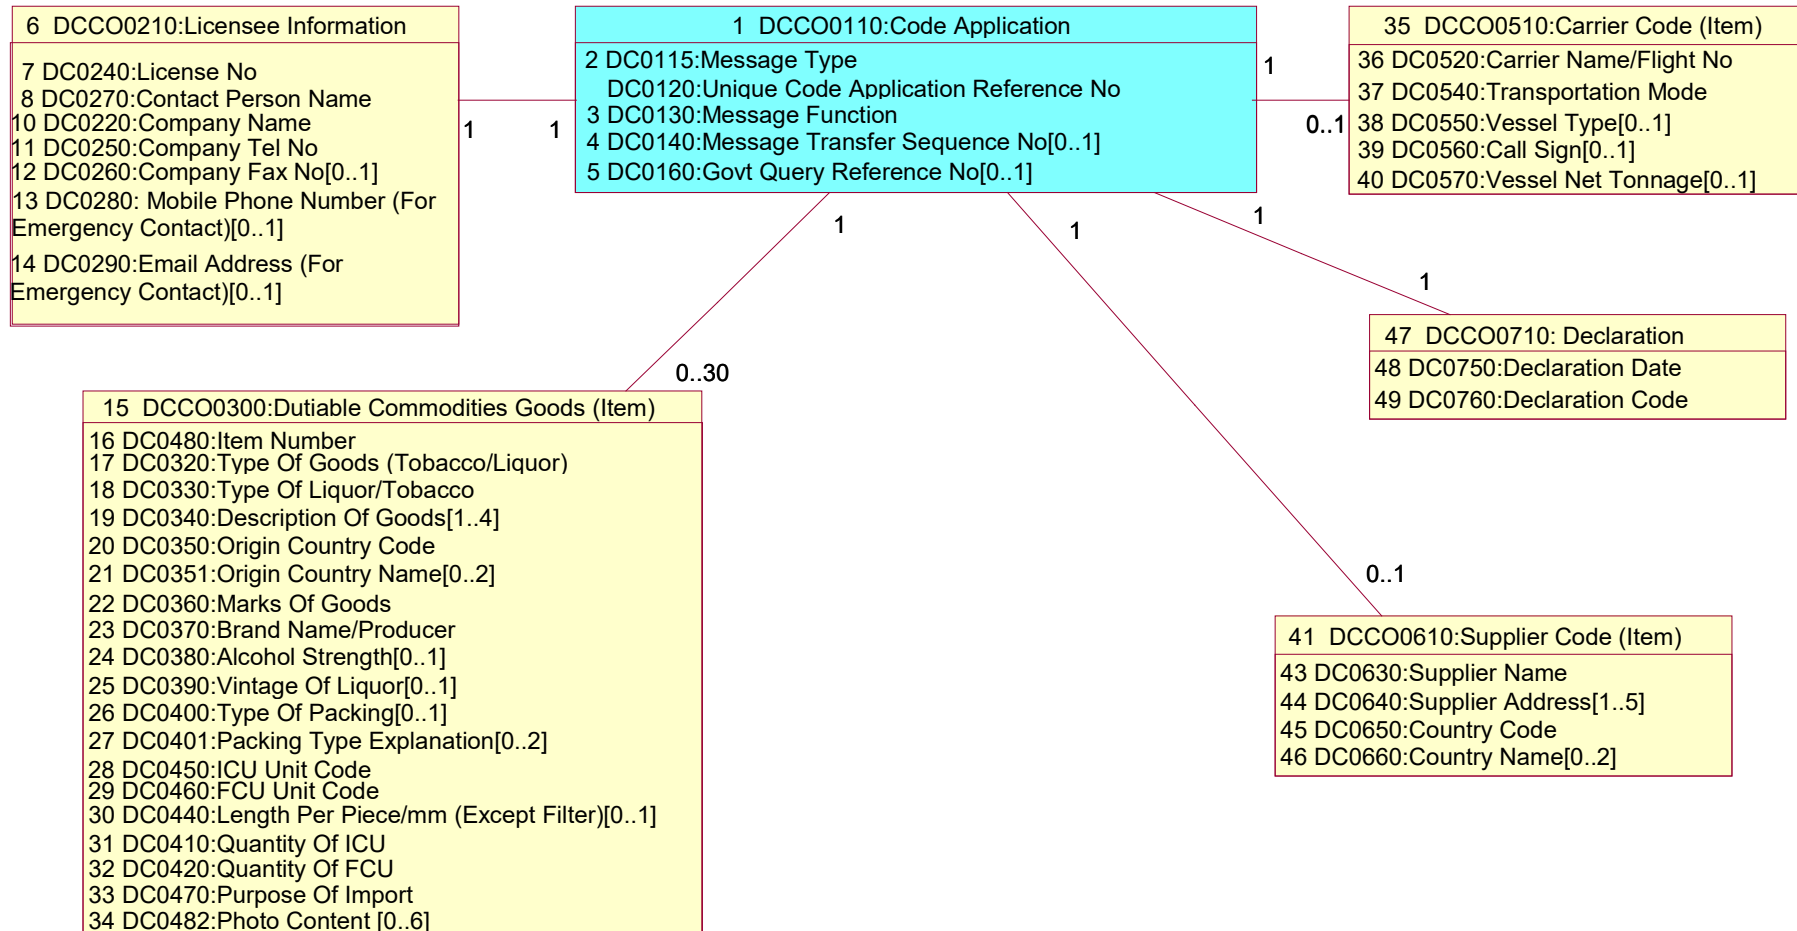 6 DCCO0210:Licensee Information
7 DC0240:License No
8 DC0270:Contact Person Name
10 DC0220:Company Name
11 DC0250:Company Tel No
12 DC0260:Company Fax No[0..1]
13 DC0280: Mobile Phone Number (For
Emergency Contact)[0..1]
14 DC0290:Email Address (For
Emergency Contact)[0..1]
1
1
1 DCCO0110:Code Application
2 DC0115:Message Type
DC0120:Unique Code Application Reference No
3 DC0130:Message Function
4 DC0140:Message Transfer Sequence No[0..1]
5 DC0160:Govt Query Reference No[0..1]
1
0..1
35 DCCO0510:Carrier Code (Item)
36 DC0520:Carrier Name/Flight No
37 DC0540:Transportation Mode
38 DC0550:Vessel Type[0..1]
39 DC0560:Call Sign[0..1]
40 DC0570:Vessel Net Tonnage[0..1]
1
1
1
1
47 DCCO0710: Declaration
48 DC0750:Declaration Date
49 DC0760:Declaration Code
0..30
15 DCCO0300:Dutiable Commodities Goods (Item)
16 DC0480:Item Number
17 DC0320:Type Of Goods (Tobacco/Liquor)
18 DC0330:Type Of Liquor/Tobacco
19 DC0340:Description Of Goods[1..4]
20 DC0350:Origin Country Code
21 DC0351:Origin Country Name[0..2]
22 DC0360:Marks Of Goods
23 DC0370:Brand Name/Producer
24 DC0380:Alcohol Strength[0..1]
25 DC0390:Vintage Of Liquor[0..1]
26 DC0400:Type Of Packing[0..1]
27 DC0401:Packing Type Explanation[0..2]
28 DC0450:ICU Unit Code
29 DC0460:FCU Unit Code
30 DC0440:Length Per Piece/mm (Except Filter)[0..1]
31 DC0410:Quantity Of ICU
32 DC0420:Quantity Of FCU
33 DC0470:Purpose Of Import
34 DC0482:Photo Content [0..6]
0..1
41 DCCO0610:Supplier Code (Item)
43 DC0630:Supplier Name
44 DC0640:Supplier Address[1..5]
45 DC0650:Country Code
46 DC0660:Country Name[0..2]